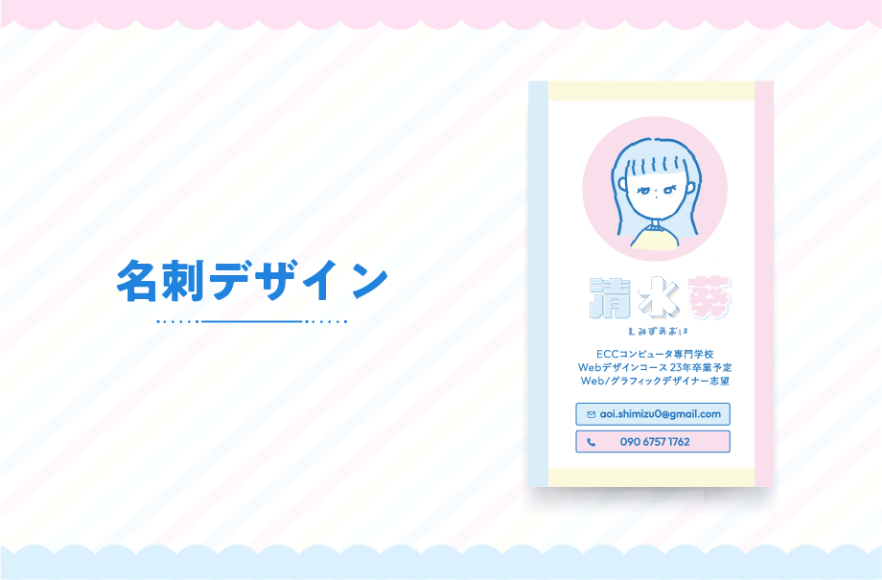 名刺デザイン
清水葵
しみずあおい
ECCコンピュータ専門学校
Webデザインコース 23年卒業予定
Web/グラフィックデザイナー志望
aoi.shimizu0@gmail.com
090 6757 1762